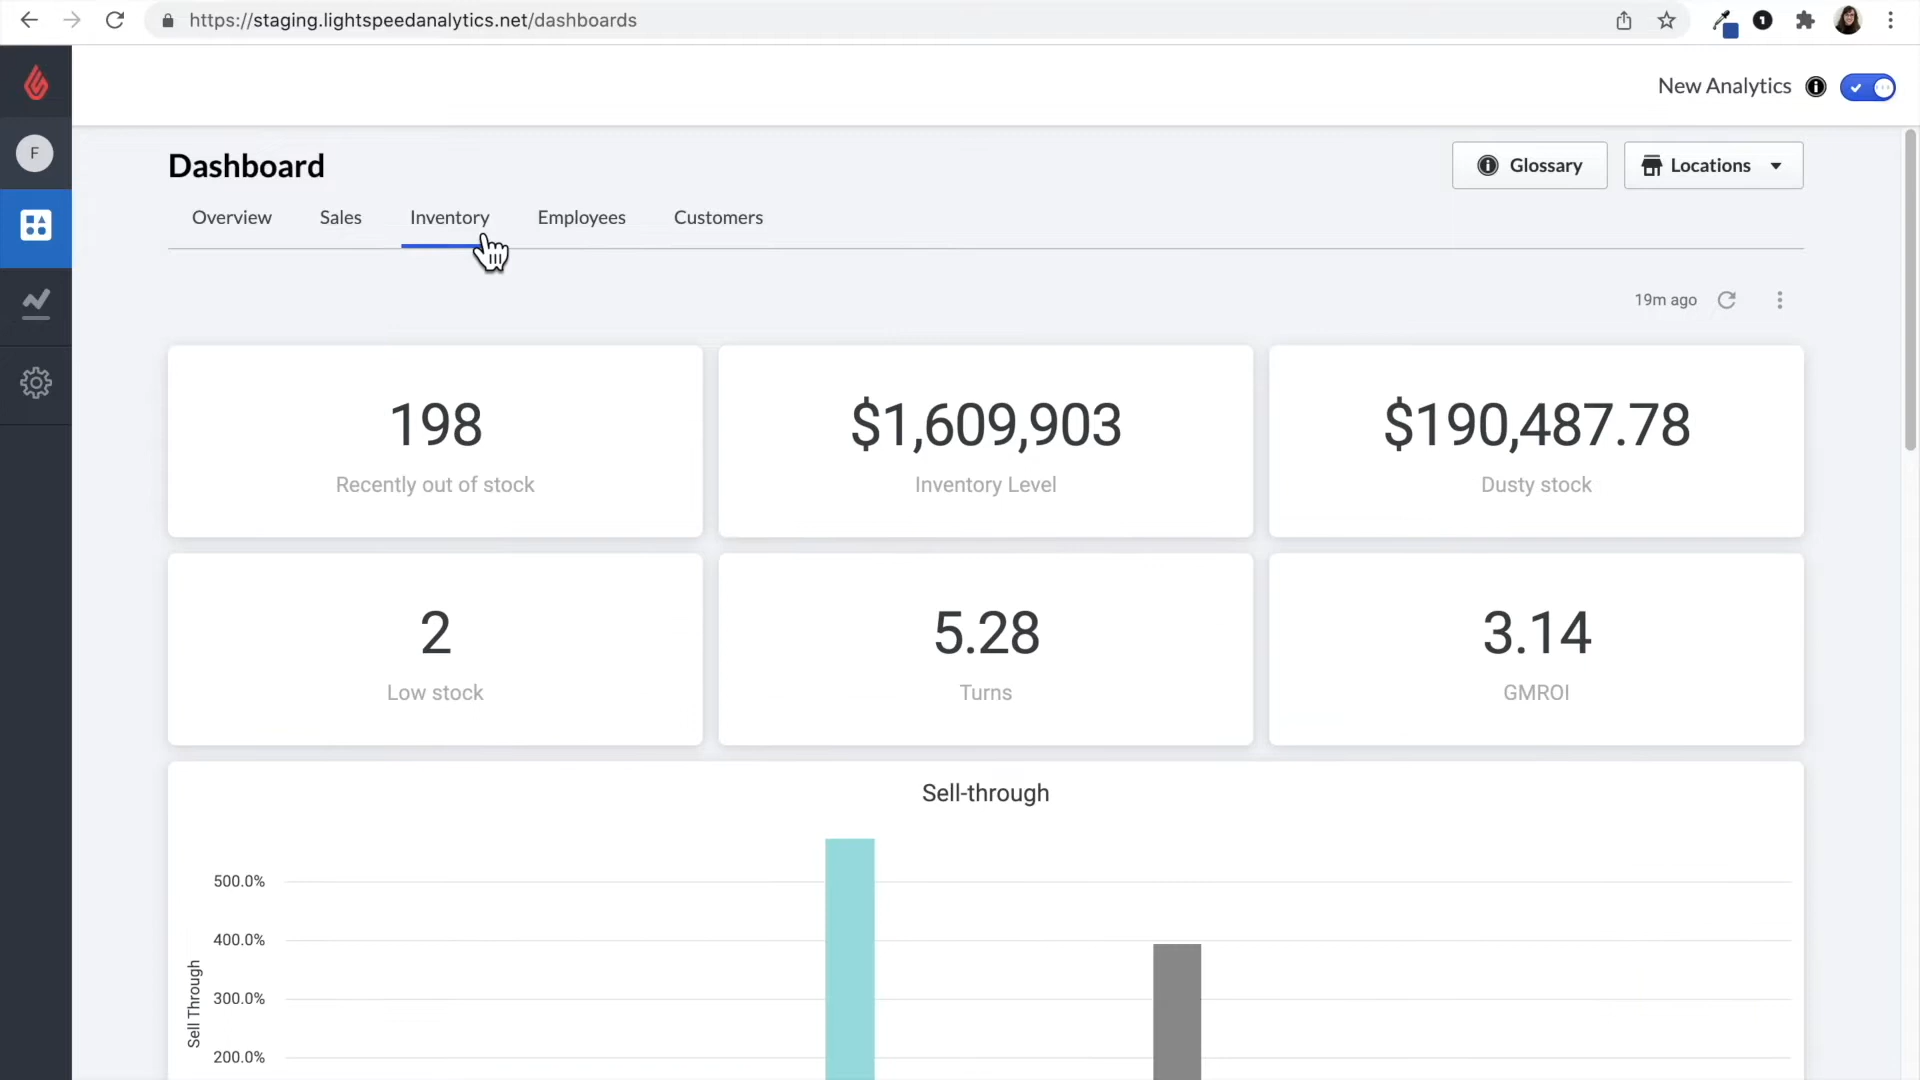 https://staging.lightspeedanalytics.net/dashboards
1
New Analytics
F
Dashboard
Glossary
Locations
Overview
Sales
Inventory
Employees
Customers
19m ago
198
Recently out of stock
$1,609,903
Inventory Level
$190,487.78
Dusty stock
2
Low stock
5.28
Turns
3.14
GMROI
Sell-through
500.0%
400.0%
300.0%
200.0%
Sell Through